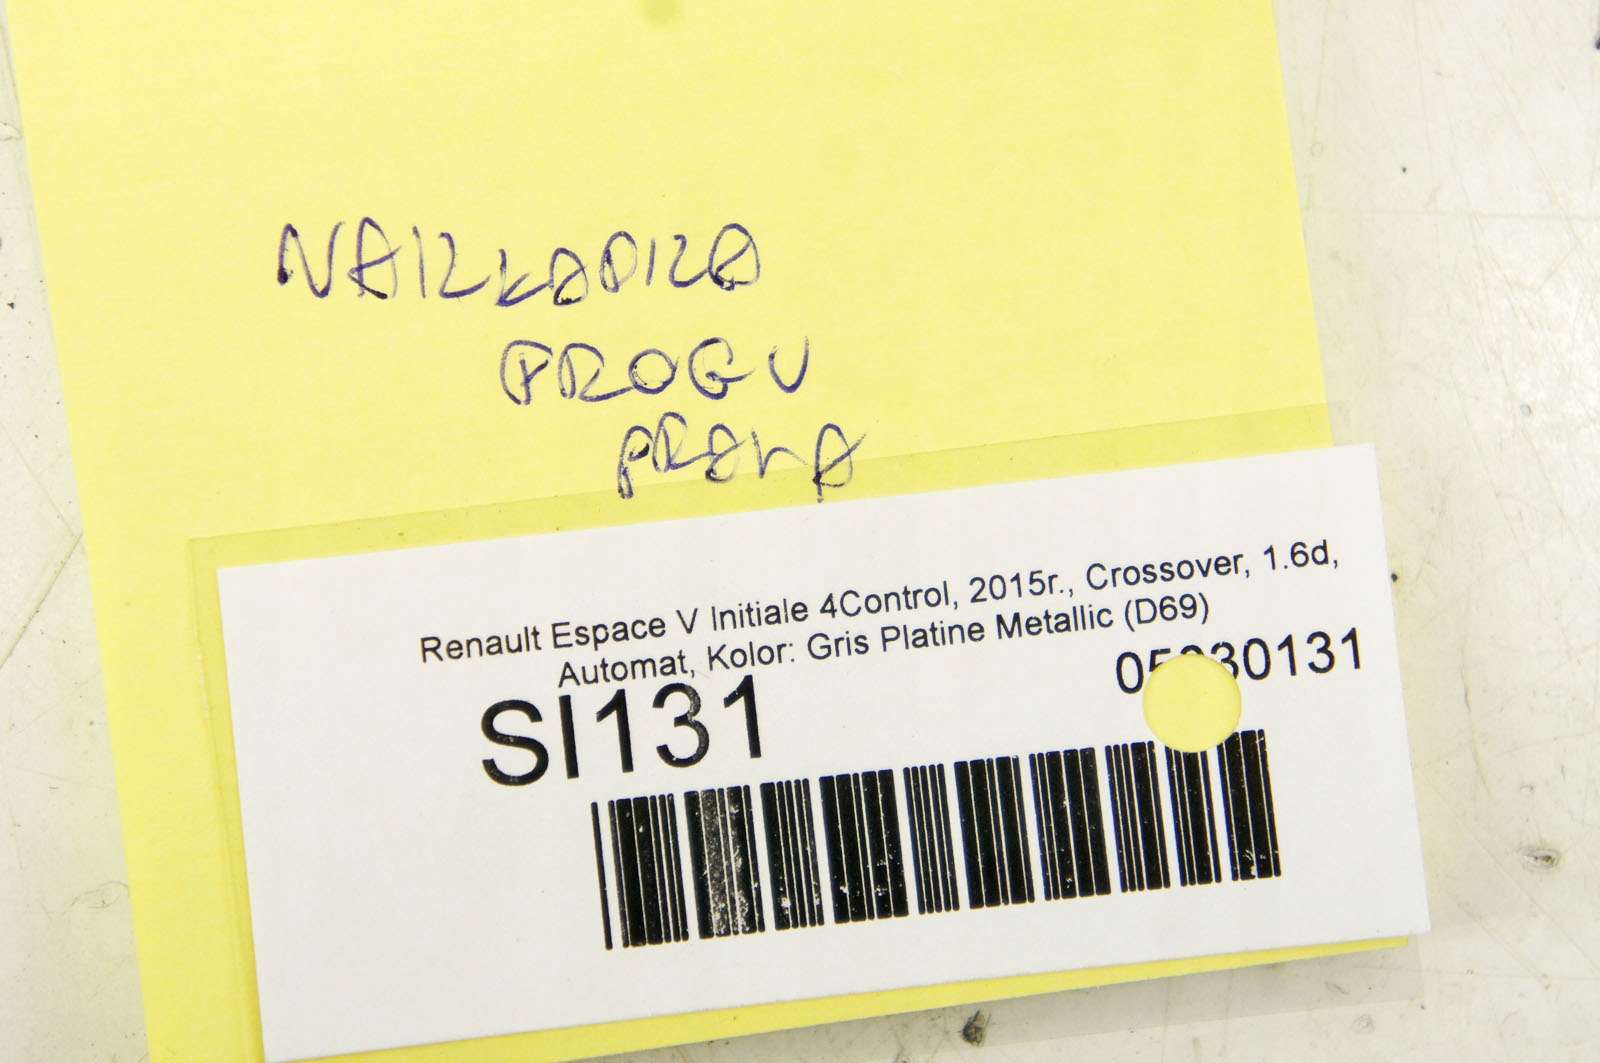 NAKŁADKA
PROGU
PRAWA
Renault Espace V Initiale 4Control, 2015r., Crossover, 1.6d,
Automat, Kolor: Gris Platine Metallic (D69)
SI131